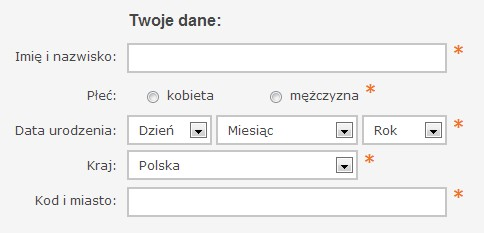 Twoje dane:
Imię i nazwisko: *
Płeć: kobieta mężczyzna *
Data urodzenia: Dzień Miesiąc Rok *
Kraj: Polska *
Kod i miasto: *